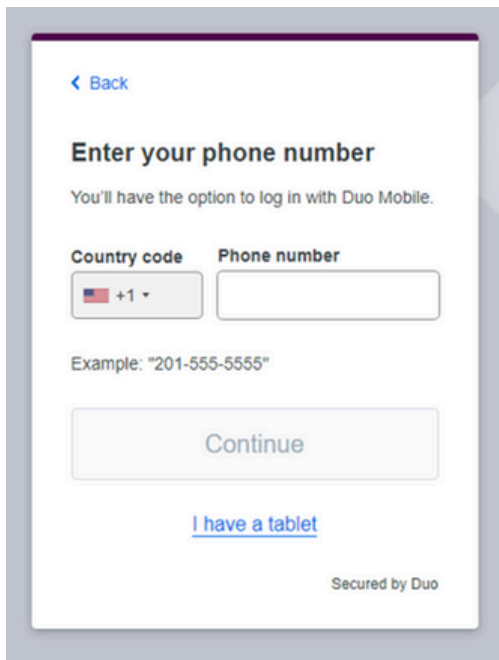 Back
Enter your phone number
You'll have the option to log in with Duo Mobile.
Country code Phone number
+1
Example: "201-555-5555"
Continue
I have a tablet
Secured by Duo